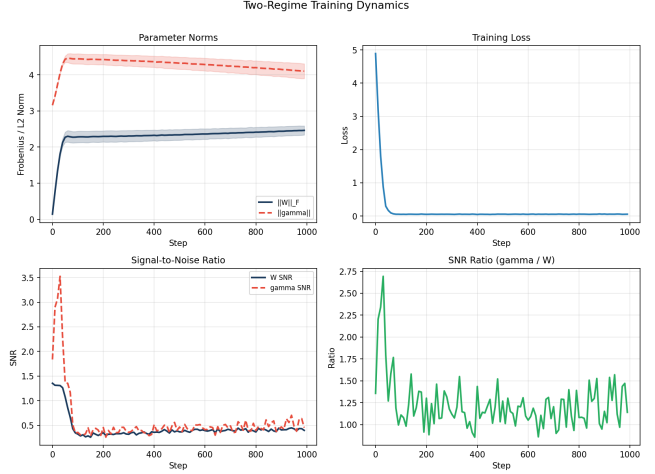 Two-Regime Training Dynamics
Parameter Norms
Frobenius / L2 Norm
4
3
2
1
0
0 200 400 600 800 1000
Step
||W||_F
||gamma||
Training Loss
Loss
5
4
3
2
1
0
0 200 400 600 800 1000
Step
Signal-to-Noise Ratio
SNR
3.5
3.0
2.5
2.0
1.5
1.0
0.5
0 200 400 600 800 1000
Step
W SNR
gamma SNR
SNR Ratio (gamma / W)
Ratio
2.75
2.50
2.25
2.00
1.75
1.50
1.25
1.00
0 200 400 600 800 1000
Step